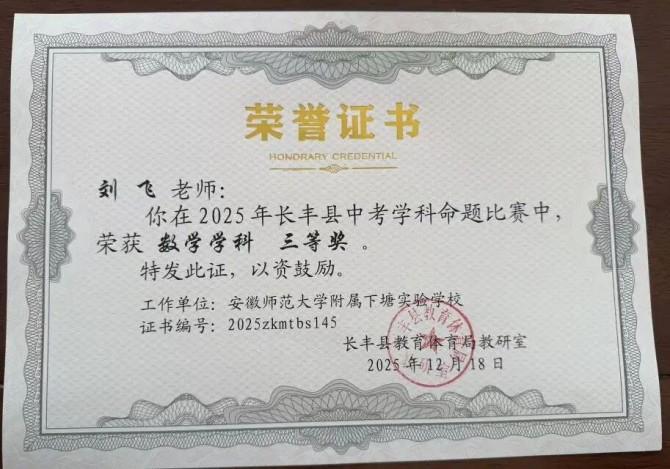 荣誉证书
HONDRARY CREDENTIAL
刘 飞 老师：
你在2025年长丰县中考学科命题比赛中，
荣获 数学学科 三等奖 。
特发此证，以资鼓励。
工作单位：安徽师范大学附属下塘实验学校
证书编号：2025zkmtbs145
长丰县教育体育局教研室
2025年12月18日